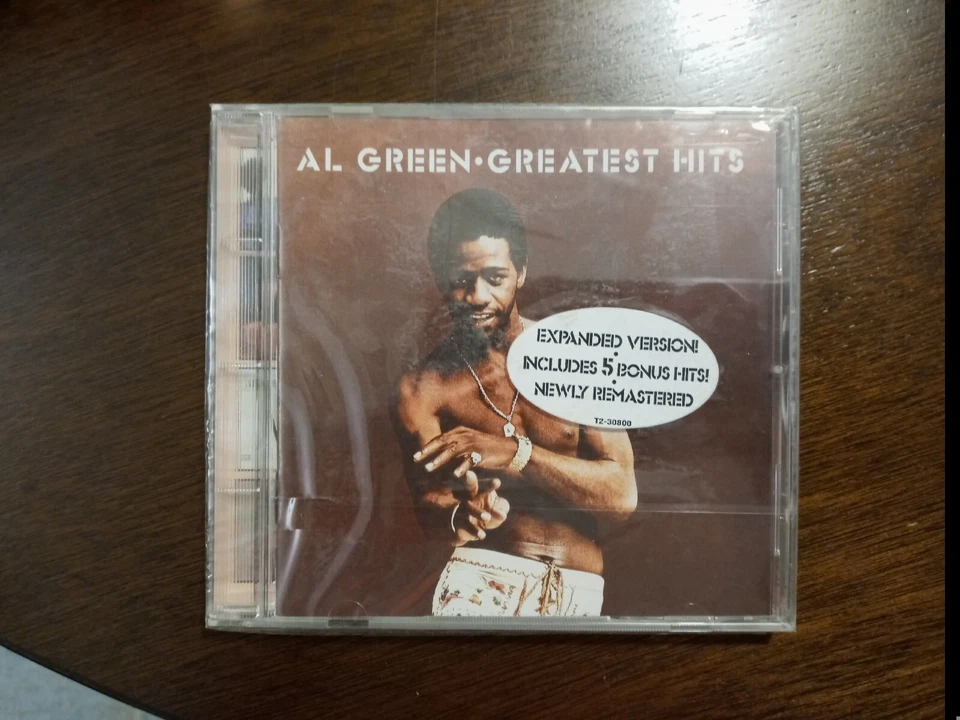 AL GREEN•GREATEST HITS
EXPANDED VERSION!
•
INCLUDES 5 BONUS HITS!
•
NEWLY REMASTERED
T2-30800